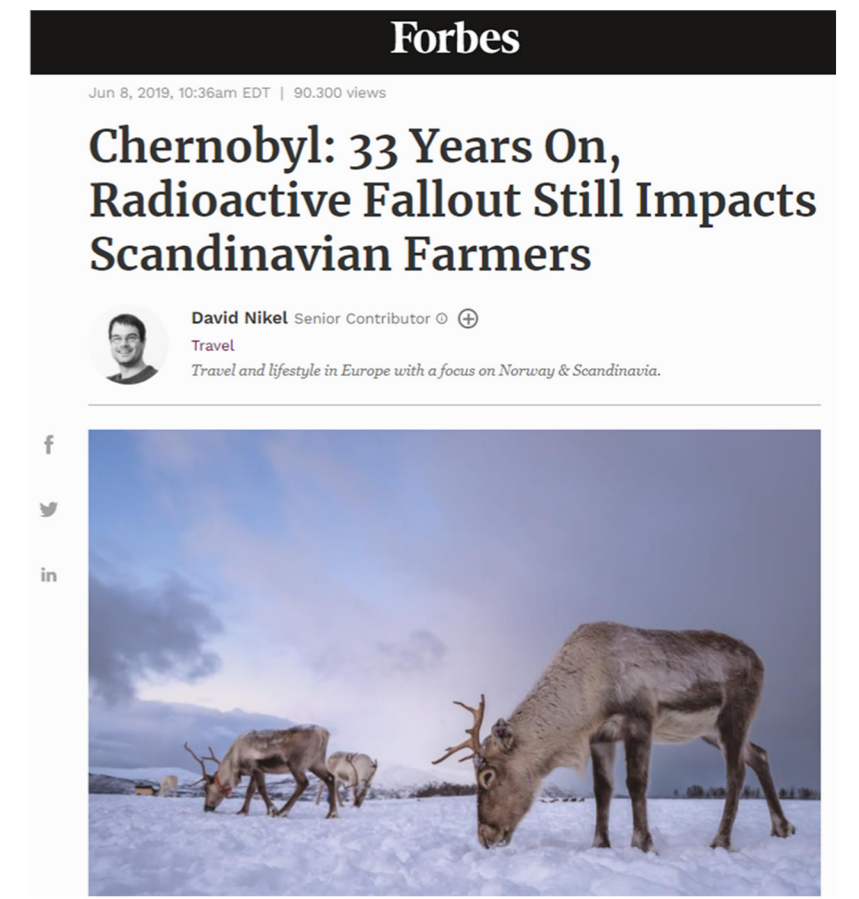 Forbes
Jun 8, 2019, 10:36am EDT | 90.300 views
Chernobyl: 33 Years On,
Radioactive Fallout Still Impacts
Scandinavian Farmers
David Nikel Senior Contributor
Travel
Travel and lifestyle in Europe with a focus on Norway & Scandinavia.
f
in